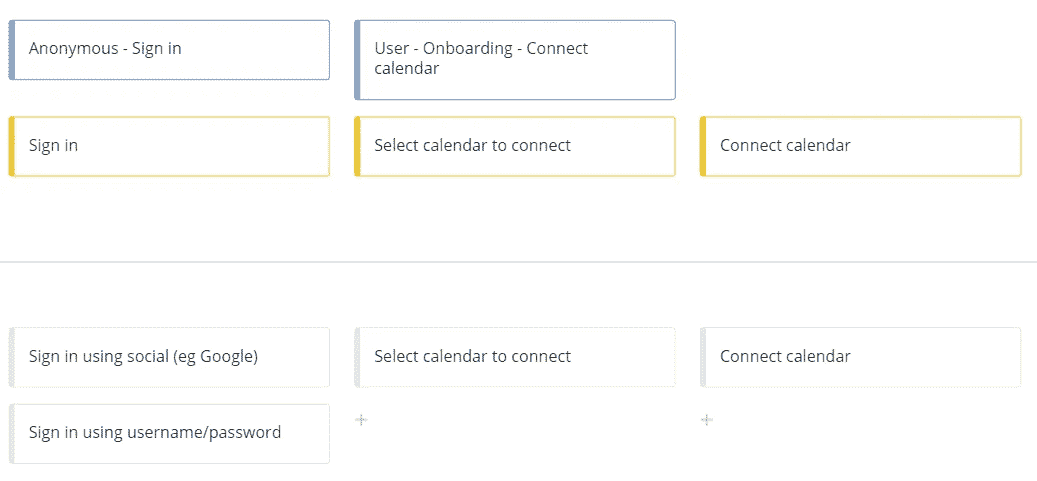 Anonymous - Sign in
User - Onboarding - Connect
calendar
Sign in
Select calendar to connect
Connect calendar
Sign in using social (eg Google)
Select calendar to connect
Connect calendar
Sign in using username/password